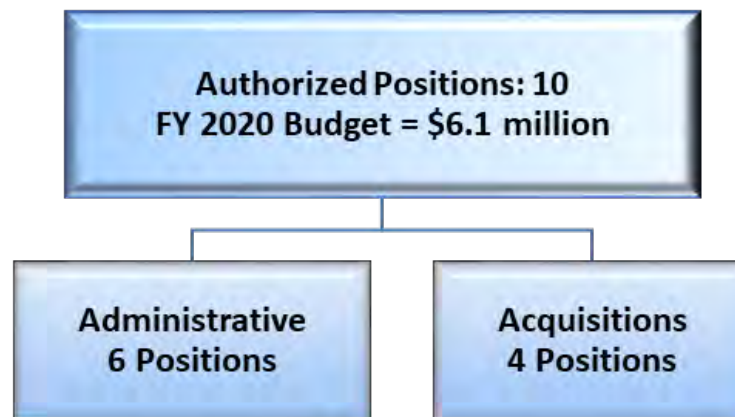 Authorized Positions: 10
FY 2020 Budget = $6.1 million
Administrative
6 Positions
Acquisitions
4 Positions